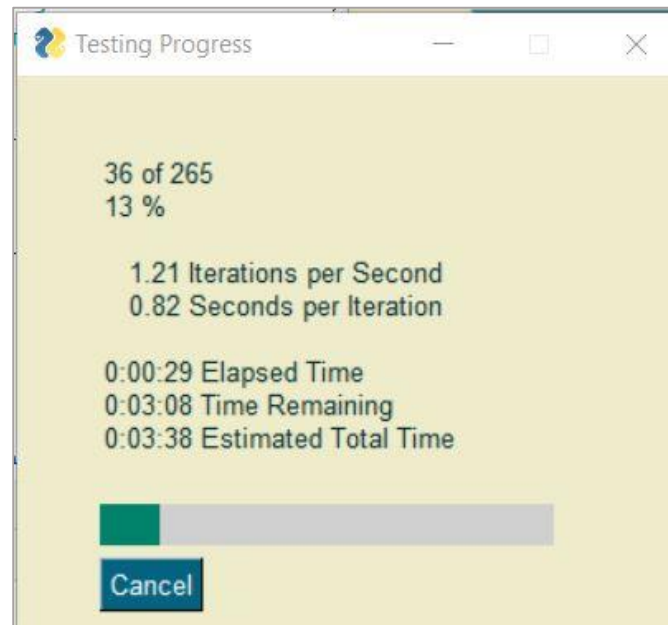 Testing Progress
36 of 265
13 %
1.21 Iterations per Second
0.82 Seconds per Iteration
0:00:29 Elapsed Time
0:03:08 Time Remaining
0:03:38 Estimated Total Time
Cancel